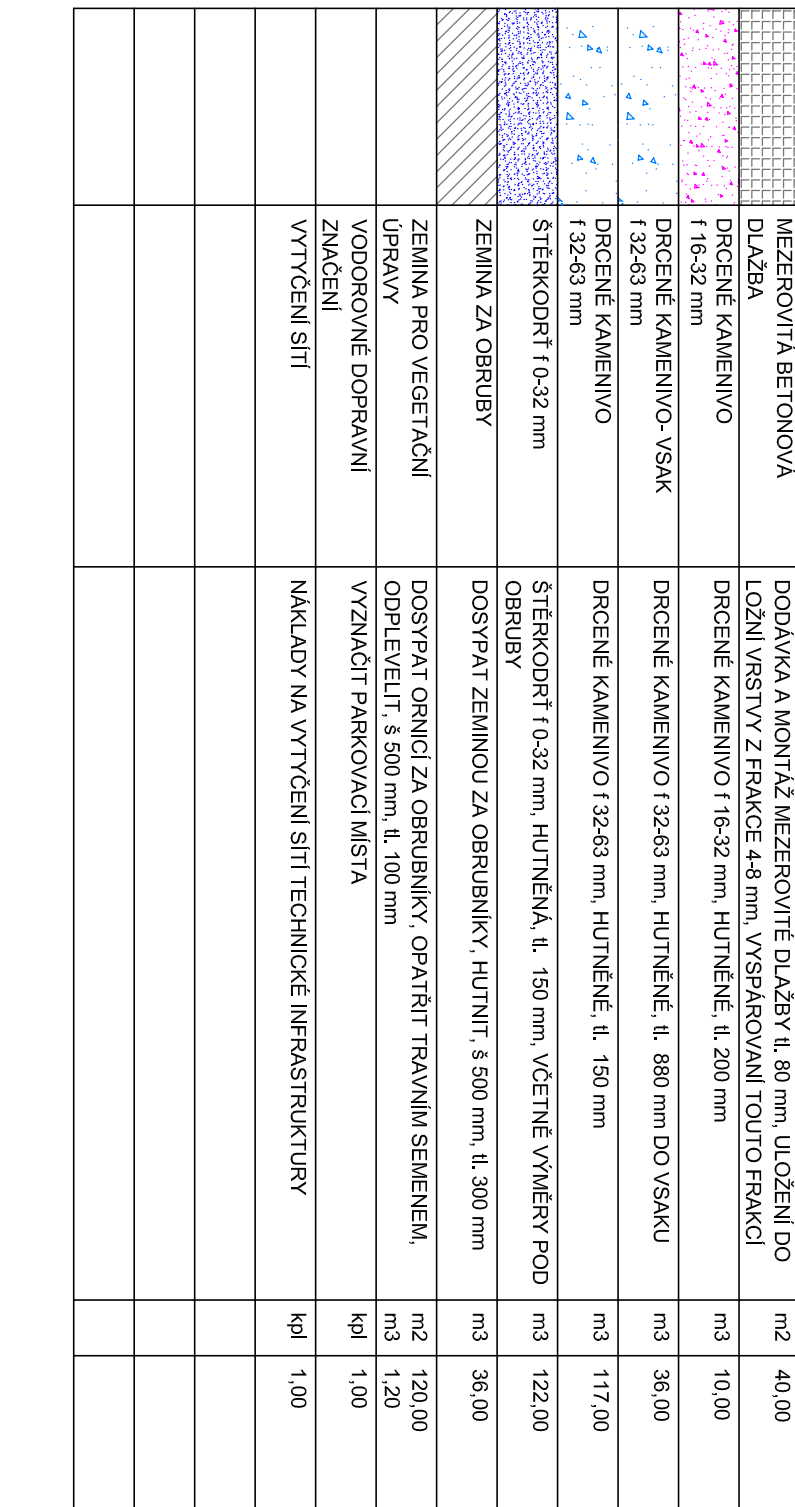 MEZEROVITÁ BETONOVÁ
DLAŽBA
DODÁVKA A MONTÁŽ MEZEROVITÉ DLAŽBY tl. 80 mm, ULOŽENÍ DO
LOŽNÍ VRSTVY Z FRAKCE 4-8 mm, VYSPÁROVANÍ TOUTO FRAKCÍ
m2
40,00
DRCENÉ KAMENIVO
f 16-32 mm
DRCENÉ KAMENIVO f 16-32 mm, HUTNĚNÉ, tl. 200 mm
m3
10,00
DRCENÉ KAMENIVO- VSAK
f 32-63 mm
DRCENÉ KAMENIVO f 32-63 mm, HUTNĚNÉ, tl. 880 mm DO VSAKU
m3
36,00
DRCENÉ KAMENIVO
f 32-63 mm
DRCENÉ KAMENIVO f 32-63 mm, HUTNĚNÉ, tl. 150 mm
m3
117,00
ŠTĚRKODRŤ f 0-32 mm
ŠTĚRKODRŤ f 0-32 mm, HUTNĚNÁ, tl. 150 mm, VČETNĚ VÝMĚRY POD
OBRUBY
m3
122,00
ZEMINA ZA OBRUBY
DOSYPAT ZEMINOU ZA OBRUBNÍKY, HUTNIT, š 500 mm, tl. 300 mm
m3
36,00
ZEMINA PRO VEGETAČNÍ
ÚPRAVY
DOSYPAT ORNICÍ ZA OBRUBNÍKY, OPATŘIT TRAVNÍM SEMENEM,
ODPLEVELIT, š 500 mm, tl. 100 mm
m2
m3
120,00
1,20
VODOROVNÉ DOPRAVNÍ
ZNAČENÍ
VYZNAČIT PARKOVACÍ MÍSTA
kpl
1,00
VYTYČENÍ SÍTÍ
NÁKLADY NA VYTYČENÍ SÍTÍ TECHNICKÉ INFRASTRUKTURY
kpl
1,00